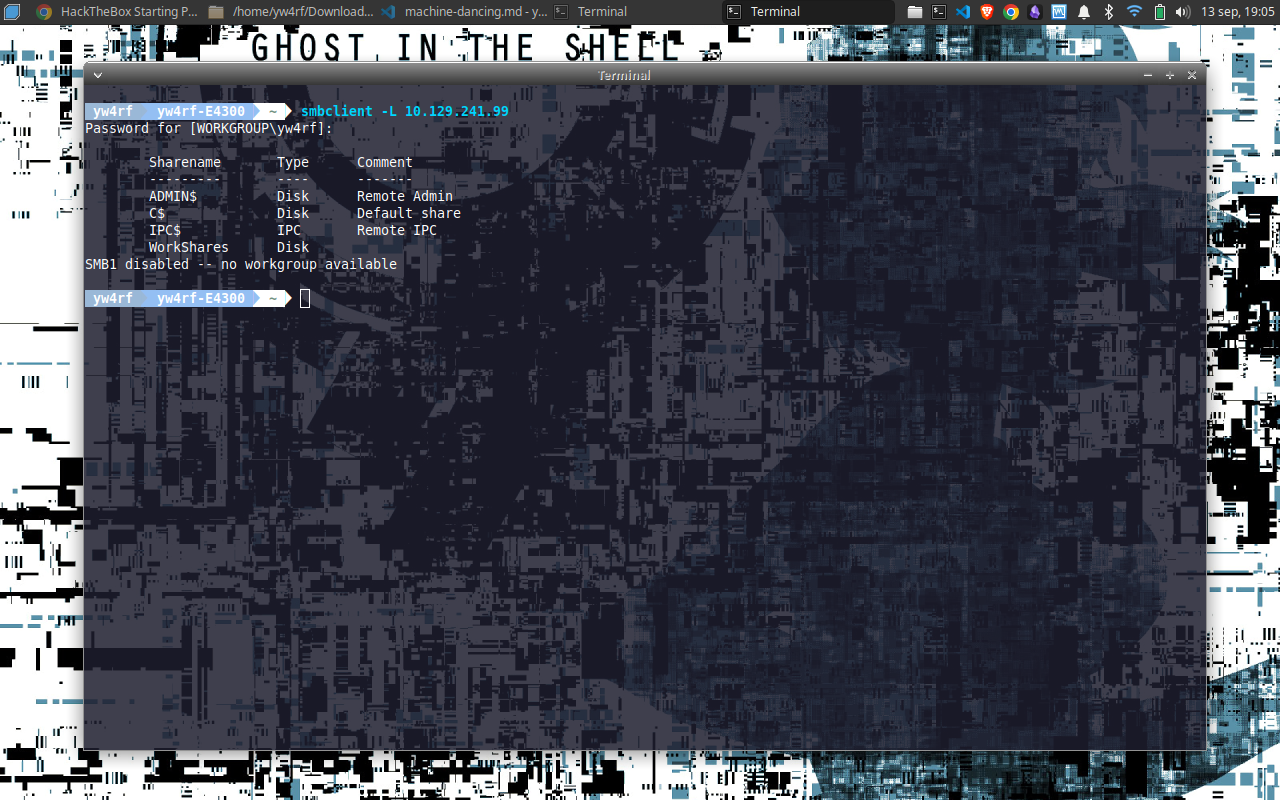 HackTheBox Starting P... /home/yw4rf/Download... machine-dancing.md - y... Terminal Terminal 13 sep, 19:05
GHOST IN THE SHELL
Terminal
yw4rf yw4rf-E4300 ~ smbclient -L 10.129.241.99
Password for [WORKGROUP\yw4rf]:
Sharename Type Comment
--------- ---- -------
ADMIN$ Disk Remote Admin
C$ Disk Default share
IPC$ IPC Remote IPC
WorkShares Disk
SMB1 disabled -- no workgroup available
yw4rf yw4rf-E4300 ~